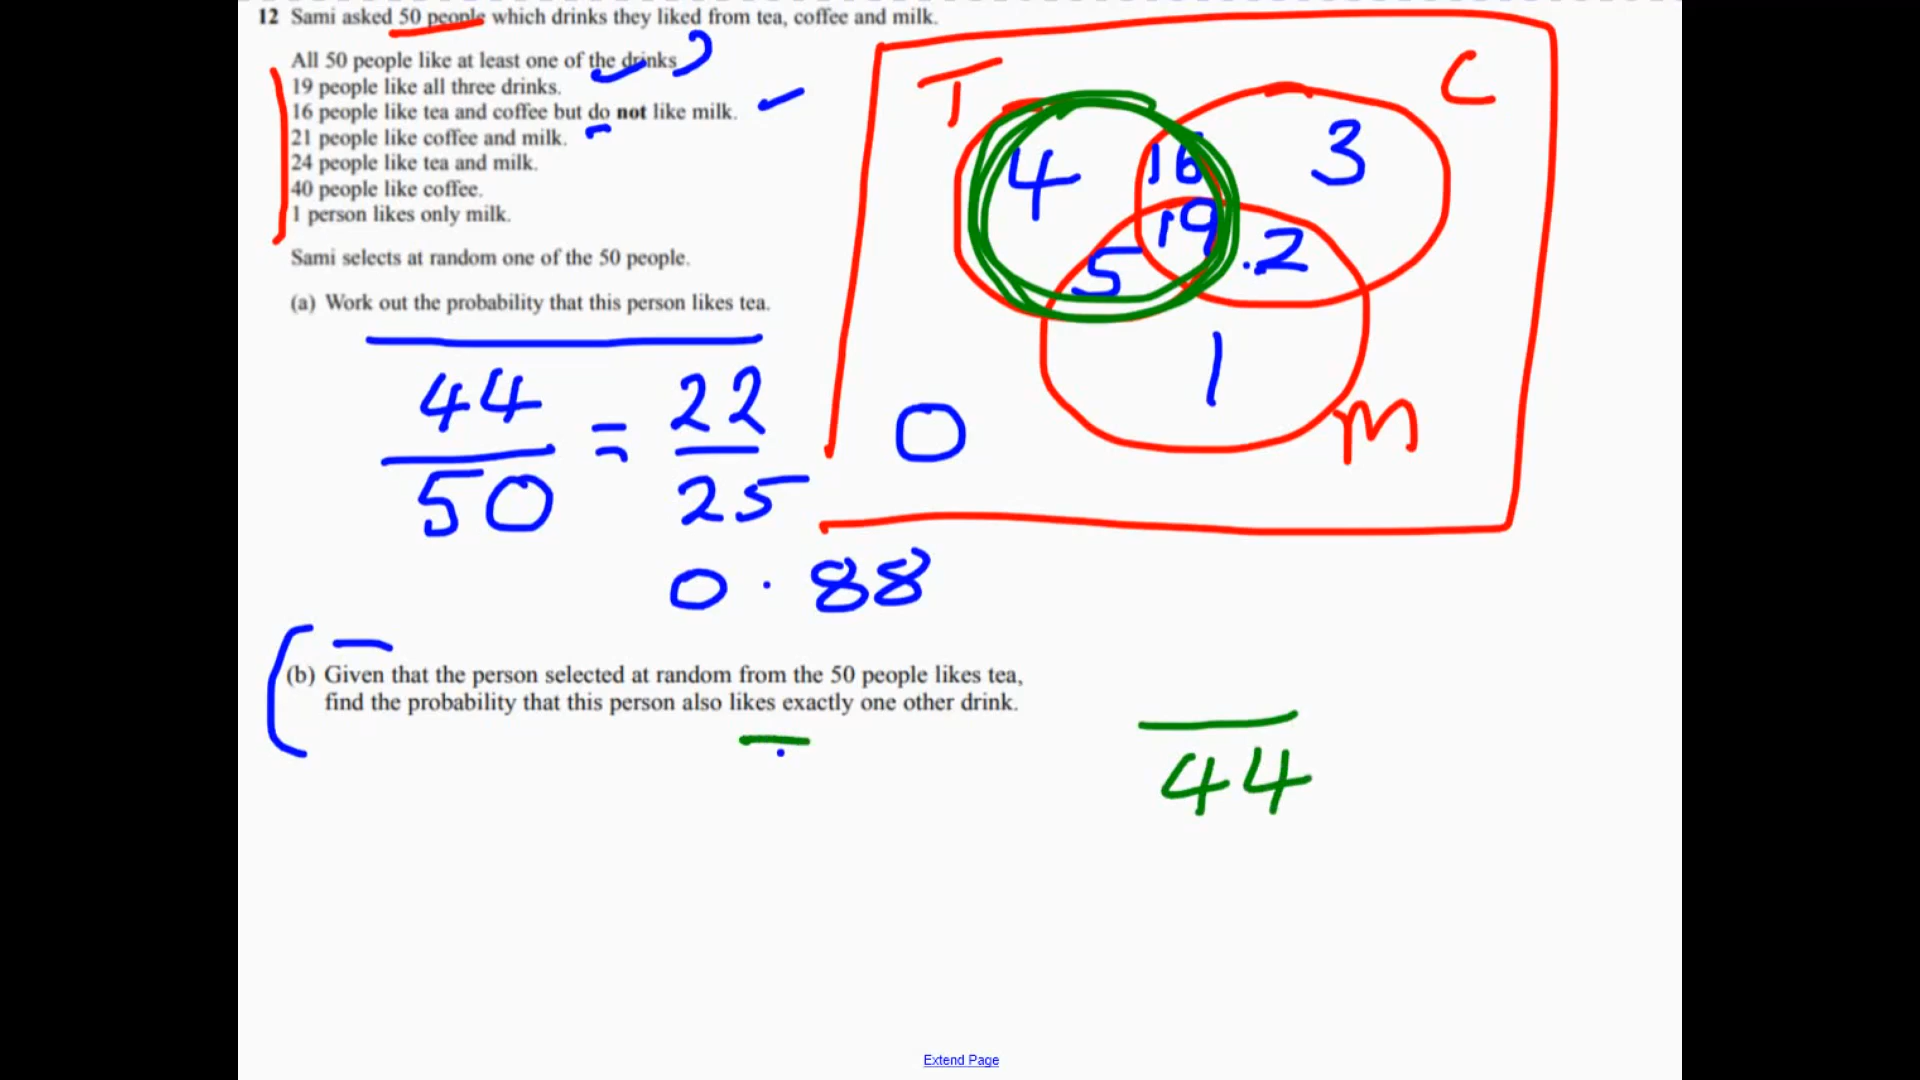 12 Sami asked 50 people which drinks they liked from tea, coffee and milk.
All 50 people like at least one of the drinks
19 people like all three drinks.
16 people like tea and coffee but do not like milk.
21 people like coffee and milk.
24 people like tea and milk.
40 people like coffee.
1 person likes only milk.
Sami selects at random one of the 50 people.
(a) Work out the probability that this person likes tea.
44
50
=
22
25
0.88
T
C
4
16
3
19
5
.2
1
0
M
(b) Given that the person selected at random from the 50 people likes tea,
find the probability that this person also likes exactly one other drink.
44
Extend Page